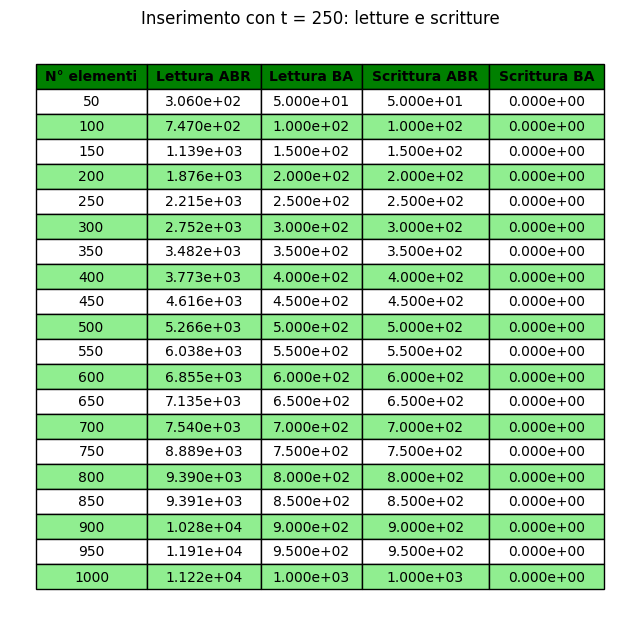 Inserimento con t = 250: letture e scritture
N° elementi Lettura ABR Lettura BA Scrittura ABR Scrittura BA
50 3.060e+02 5.000e+01 5.000e+01 0.000e+00
100 7.470e+02 1.000e+02 1.000e+02 0.000e+00
150 1.139e+03 1.500e+02 1.500e+02 0.000e+00
200 1.876e+03 2.000e+02 2.000e+02 0.000e+00
250 2.215e+03 2.500e+02 2.500e+02 0.000e+00
300 2.752e+03 3.000e+02 3.000e+02 0.000e+00
350 3.482e+03 3.500e+02 3.500e+02 0.000e+00
400 3.773e+03 4.000e+02 4.000e+02 0.000e+00
450 4.616e+03 4.500e+02 4.500e+02 0.000e+00
500 5.266e+03 5.000e+02 5.000e+02 0.000e+00
550 6.038e+03 5.500e+02 5.500e+02 0.000e+00
600 6.855e+03 6.000e+02 6.000e+02 0.000e+00
650 7.135e+03 6.500e+02 6.500e+02 0.000e+00
700 7.540e+03 7.000e+02 7.000e+02 0.000e+00
750 8.889e+03 7.500e+02 7.500e+02 0.000e+00
800 9.390e+03 8.000e+02 8.000e+02 0.000e+00
850 9.391e+03 8.500e+02 8.500e+02 0.000e+00
900 1.028e+04 9.000e+02 9.000e+02 0.000e+00
950 1.191e+04 9.500e+02 9.500e+02 0.000e+00
1000 1.122e+04 1.000e+03 1.000e+03 0.000e+00